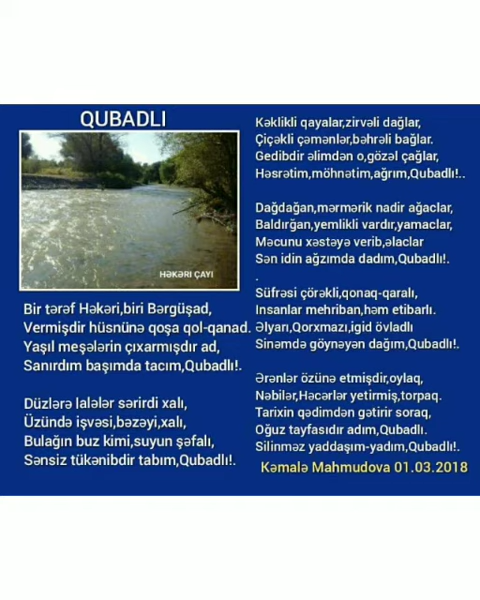 QUBADLI
HƏKƏRİ ÇAYI
Bir tərəf Həkəri,biri Bərgüşad,
Vermişdir hüsnünə qoşa qol-qanad.
Yaşıl meşələrin çıxarmışdır ad,
Sanırdım başımda tacım,Qubadlı!.
Düzlərə lalələr sərirdi xalı,
Üzündə işvəsi,bəzəyi,xalı,
Bulağın buz kimi,suyun şəfalı,
Sənsiz tükənibdir tabım,Qubadlı!.
Kəklikli qayalar,zirvəli dağlar,
Çiçəkli çəmənlər,bəhrəli bağlar.
Gedibdir əlimdən o,gözəl çağlar,
Həsrətim,möhnətim,ağrım,Qubadlı!..
Dağdağan,mərmərik nadir ağaclar,
Baldırğan,yemlikli vardır,yamaclar,
Məcunu xəstəyə verib,əlaclar
Sən idin ağzımda dadım,Qubadlı!.
.
Süfrəsi çörəkli,qonaq-qaralı,
Insanlar mehriban,həm etibarlı.
Əlyarı,Qorxmazı,igid övladlı
Sinəmdə göynəyən dağım,Qubadlı!.
Ərənlər özünə etmişdir,oylaq,
Nəbilər,Həcərlər yetirmiş,torpaq.
Tarixin qədimdən gətirir soraq,
Oğuz tayfasıdır adım,Qubadlı.
Silinməz yaddaşım-yadım,Qubadlı!.
Kəmalə Mahmudova 01.03.2018